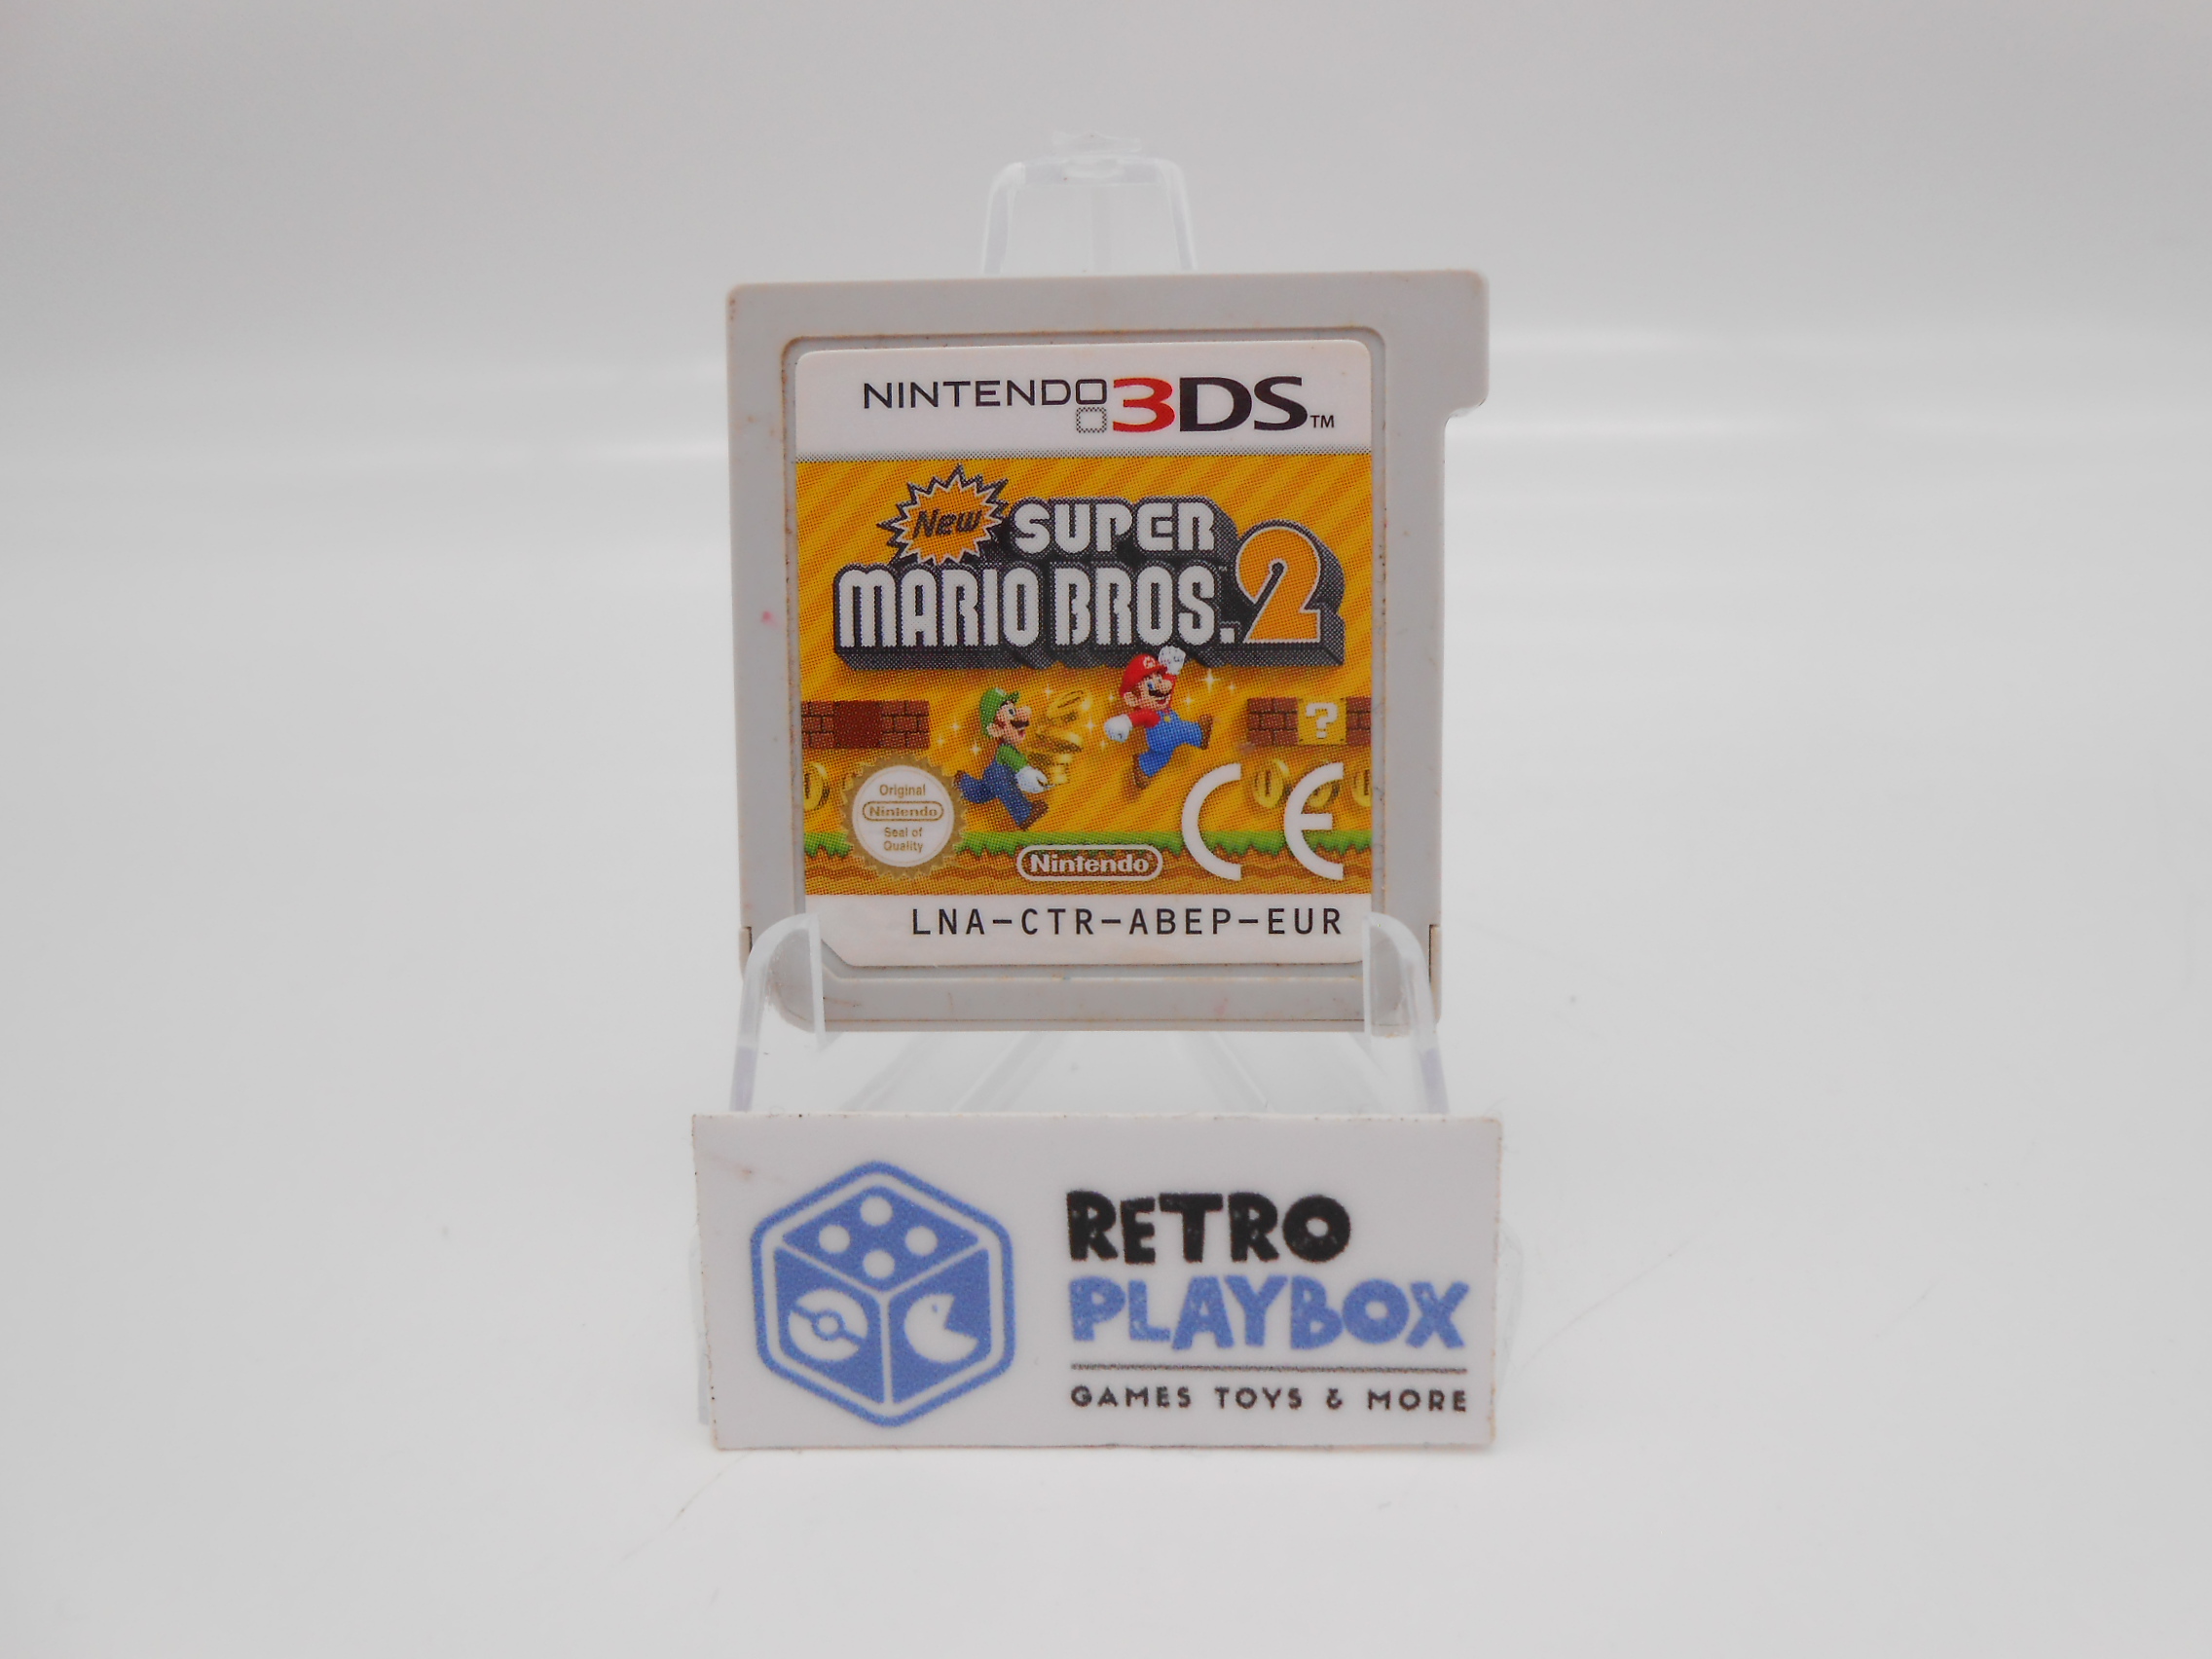 NINTENDO 3DS™
New SUPER
MARIO BROS.™ 2
?
Original
Nintendo
Seal of
Quality
Nintendo®
CE
LNA-CTR-ABEP-EUR
RETRO
PLAYBOX
GAMES TOYS & MORE